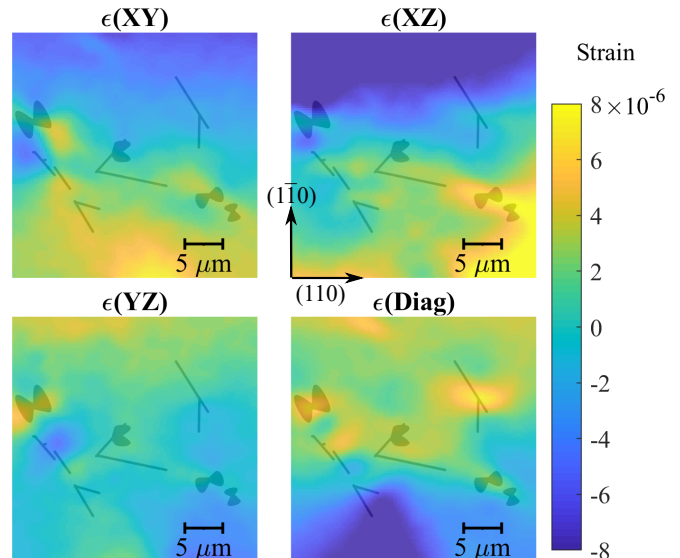 ϵ(XY)
ϵ(XZ)
Strain
8×10⁻⁶
6
4
2
0
-2
-4
-6
-8
5 μm
5 μm
(11̅0)
(110)
ϵ(YZ)
ϵ(Diag)
5 μm
5 μm